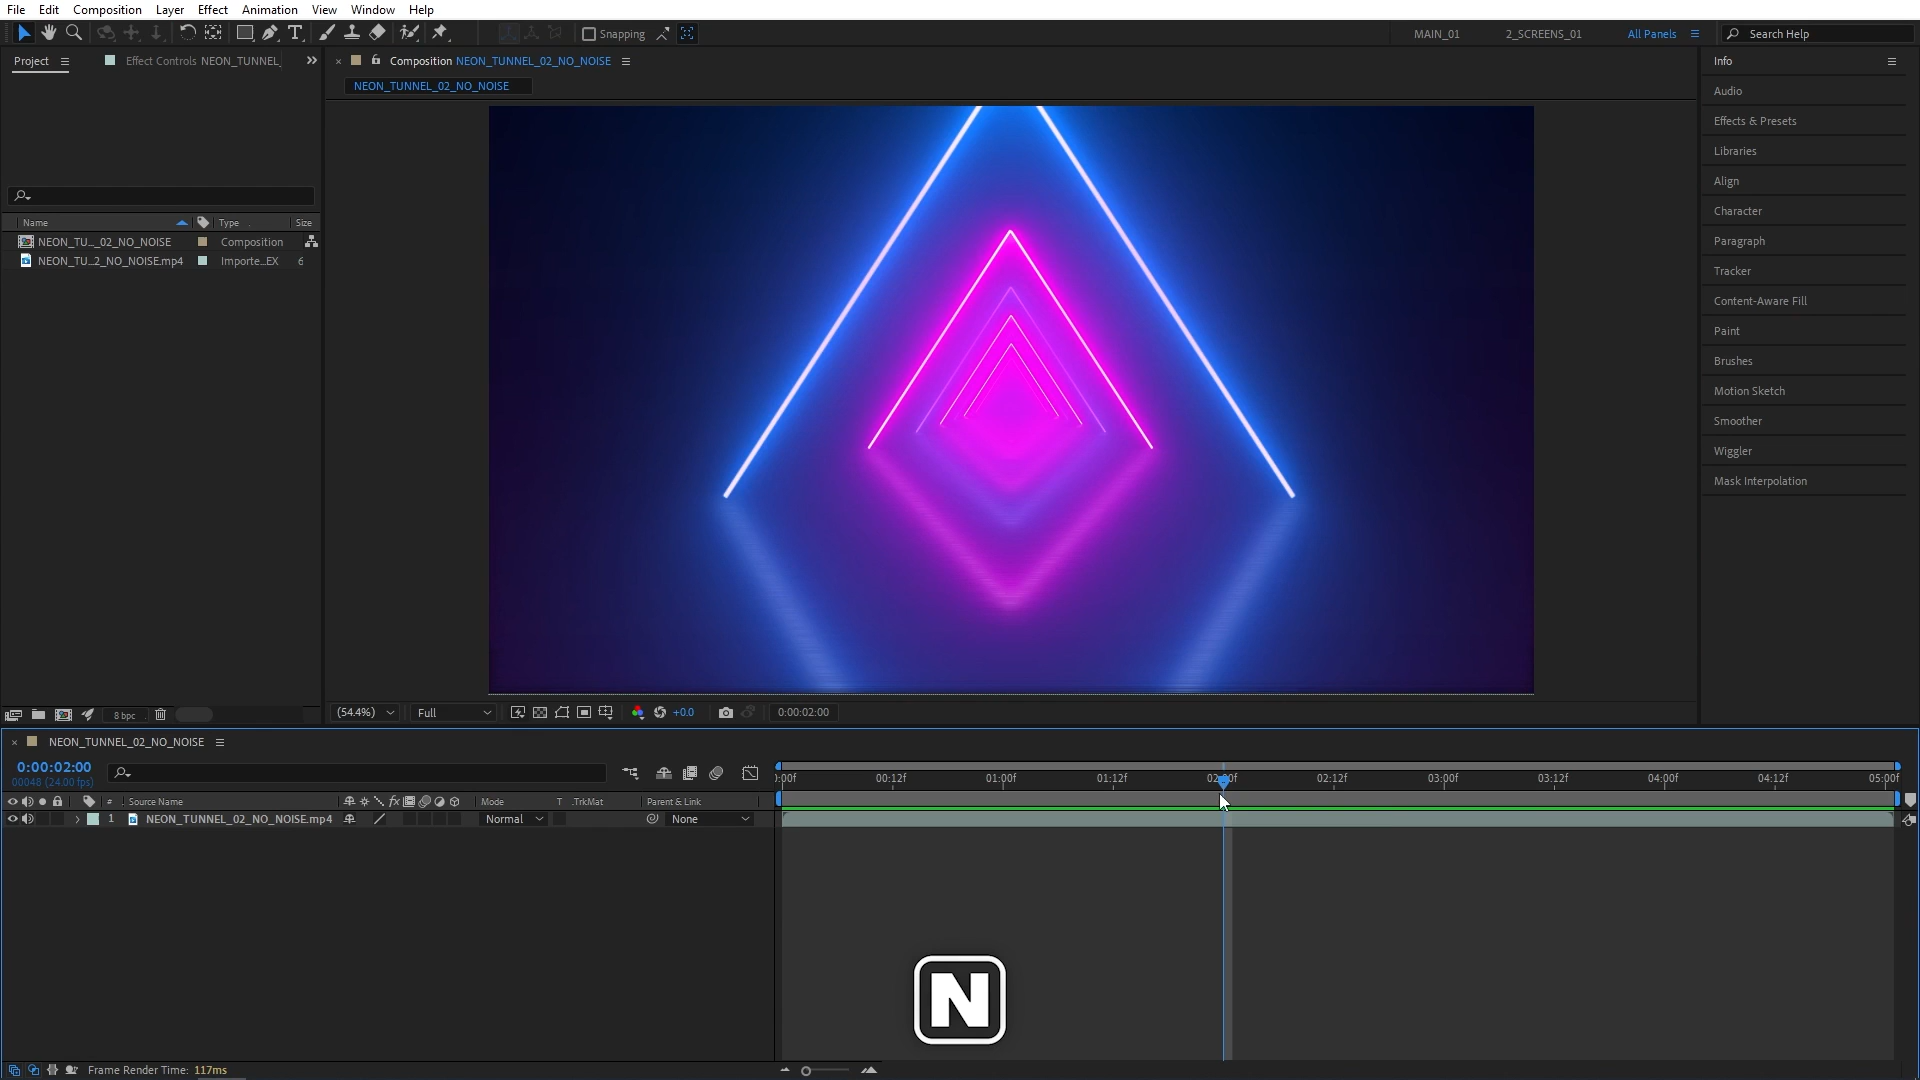 File Edit Composition Layer Effect Animation View Window Help
Snapping MAIN_01 2_SCREENS_01 All Panels Search Help
Project Effect Controls NEON_TUNNEL_
Composition NEON_TUNNEL_02_NO_NOISE
Info
NEON_TUNNEL_02_NO_NOISE
Audio
Effects & Presets
Libraries
Align
Character
Paragraph
Tracker
Content-Aware Fill
Paint
Brushes
Motion Sketch
Smoother
Wiggler
Mask Interpolation
Name Type Size
NEON_TU..._02_NO_NOISE Composition
NEON_TU...2_NO_NOISE.mp4 Importe...EX 6
8 bpc
(54.4%) Full +0.0 0:00:02:00
NEON_TUNNEL_02_NO_NOISE
0:00:02:00
00048 (24.00 fps)
):00f 00:12f 01:00f 01:12f 02:00f 02:12f 03:00f 03:12f 04:00f 04:12f 05:00f
# Source Name Mode T .TrkMat Parent & Link
1 NEON_TUNNEL_02_NO_NOISE.mp4 Normal None
N
Frame Render Time: 117ms